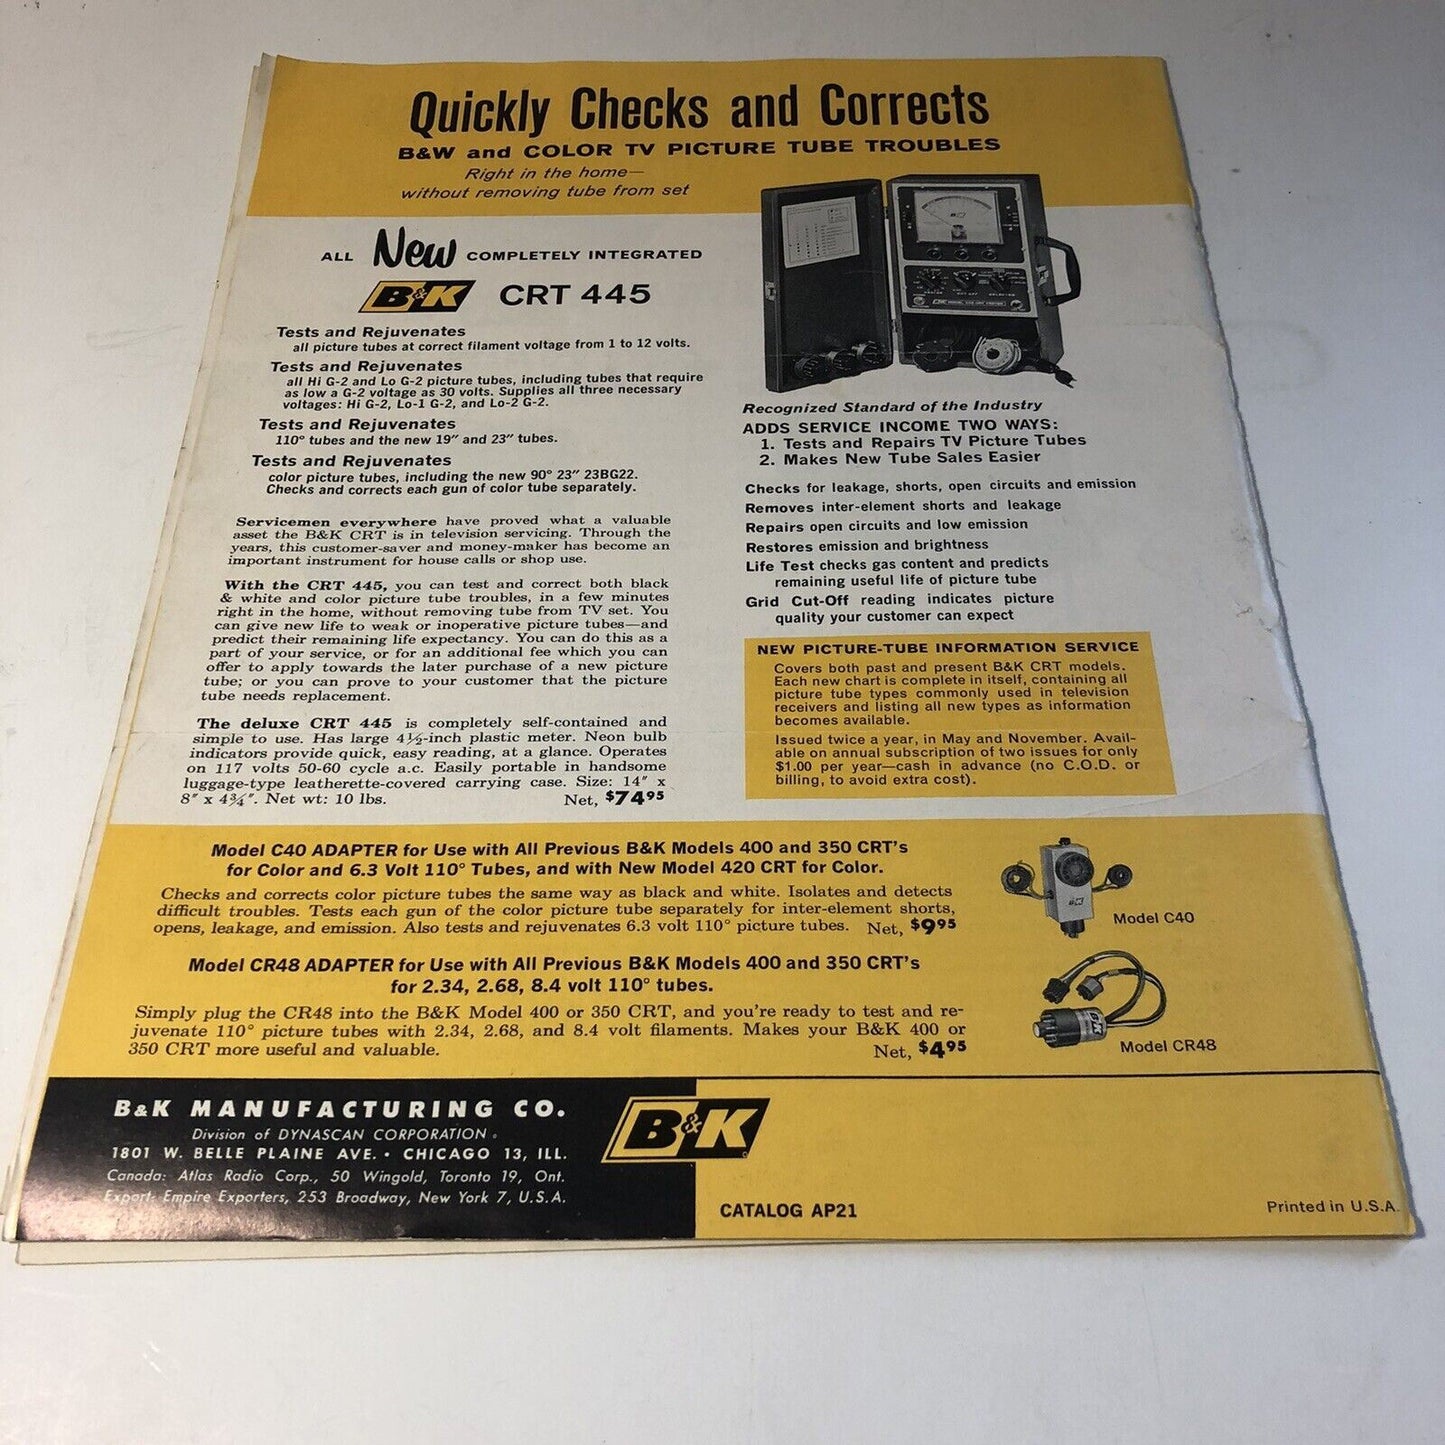 Quickly Checks and Corrects
B&W and COLOR TV PICTURE TUBE TROUBLES
Right in the home—
without removing tube from set
ALL New COMPLETELY INTEGRATED
B&K CRT 445
Tests and Rejuvenates
all picture tubes at correct filament voltage from 1 to 12 volts.
Tests and Rejuvenates
all Hi G-2 and Lo G-2 picture tubes, including tubes that require
as low a G-2 voltage as 30 volts. Supplies all three necessary
voltages: Hi G-2, Lo-1 G-2, and Lo-2 G-2.
Tests and Rejuvenates
110° tubes and the new 19″ and 23″ tubes.
Tests and Rejuvenates
color picture tubes, including the new 90° 23″ 23BG22.
Checks and corrects each gun of color tube separately.
Servicemen everywhere have proved what a valuable
asset the B&K CRT is in television servicing. Through the
years, this customer-saver and money-maker has become an
important instrument for house calls or shop use.
With the CRT 445, you can test and correct both black
& white and color picture tube troubles, in a few minutes
right in the home, without removing tube from TV set. You
can give new life to weak or inoperative picture tubes—and
predict their remaining life expectancy. You can do this as a
part of your service, or for an additional fee which you can
offer to apply towards the later purchase of a new picture
tube; or you can prove to your customer that the picture
tube needs replacement.
The deluxe CRT 445 is completely self-contained and
simple to use. Has large 4½-inch plastic meter. Neon bulb
indicators provide quick, easy reading, at a glance. Operates
on 117 volts 50-60 cycle a.c. Easily portable in handsome
luggage-type leatherette-covered carrying case. Size: 14″ x
8″ x 4¾″. Net wt: 10 lbs. Net, $74.95
Recognized Standard of the Industry
ADDS SERVICE INCOME TWO WAYS:
1. Tests and Repairs TV Picture Tubes
2. Makes New Tube Sales Easier
Checks for leakage, shorts, open circuits and emission
Removes inter-element shorts and leakage
Repairs open circuits and low emission
Restores emission and brightness
Life Test checks gas content and predicts
remaining useful life of picture tube
Grid Cut-Off reading indicates picture
quality your customer can expect
NEW PICTURE-TUBE INFORMATION SERVICE
Covers both past and present B&K CRT models.
Each new chart is complete in itself, containing all
picture tube types commonly used in television
receivers and listing all new types as information
becomes available.
Issued twice a year, in May and November. Avail-
able on annual subscription of two issues for only
$1.00 per year—cash in advance (no C.O.D. or
billing, to avoid extra cost).
Model C40 ADAPTER for Use with All Previous B&K Models 400 and 350 CRT's
for Color and 6.3 Volt 110° Tubes, and with New Model 420 CRT for Color.
Checks and corrects color picture tubes the same way as black and white. Isolates and detects
difficult troubles. Tests each gun of the color picture tube separately for inter-element shorts,
opens, leakage, and emission. Also tests and rejuvenates 6.3 volt 110° picture tubes. Net, $9.95
Model C40
Model CR48 ADAPTER for Use with All Previous B&K Models 400 and 350 CRT's
for 2.34, 2.68, 8.4 volt 110° tubes.
Simply plug the CR48 into the B&K Model 400 or 350 CRT, and you're ready to test and re-
juvenate 110° picture tubes with 2.34, 2.68, and 8.4 volt filaments. Makes your B&K 400 or
350 CRT more useful and valuable. Net, $4.95
B&K
Model CR48
B&K MANUFACTURING CO.
Division of DYNASCAN CORPORATION
1801 W. BELLE PLAINE AVE. • CHICAGO 13, ILL.
Canada: Atlas Radio Corp., 50 Wingold, Toronto 19, Ont.
Export: Empire Exporters, 253 Broadway, New York 7, U.S.A.
B&K
CATALOG AP21
Printed in U.S.A.